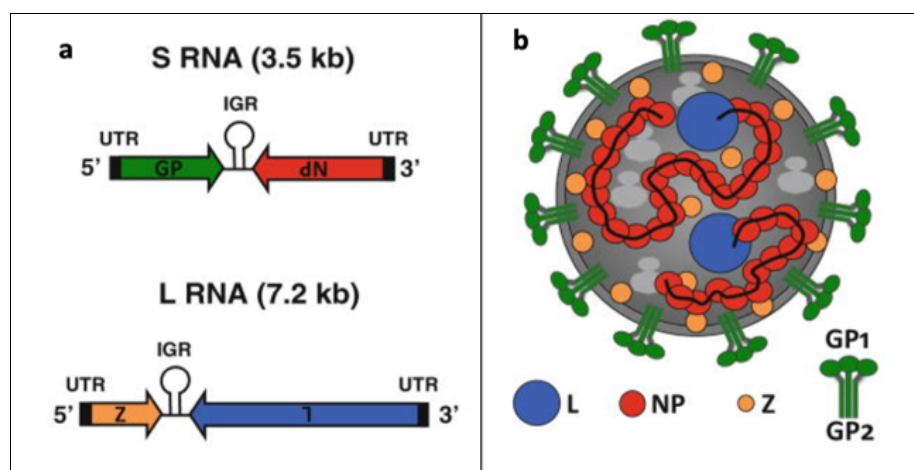 a
S RNA (3.5 kb)
IGR
UTR UTR
5’ GP NP 3’
L RNA (7.2 kb)
IGR
UTR UTR
5’ Z L 3’
b
GP1
L NP Z
GP2